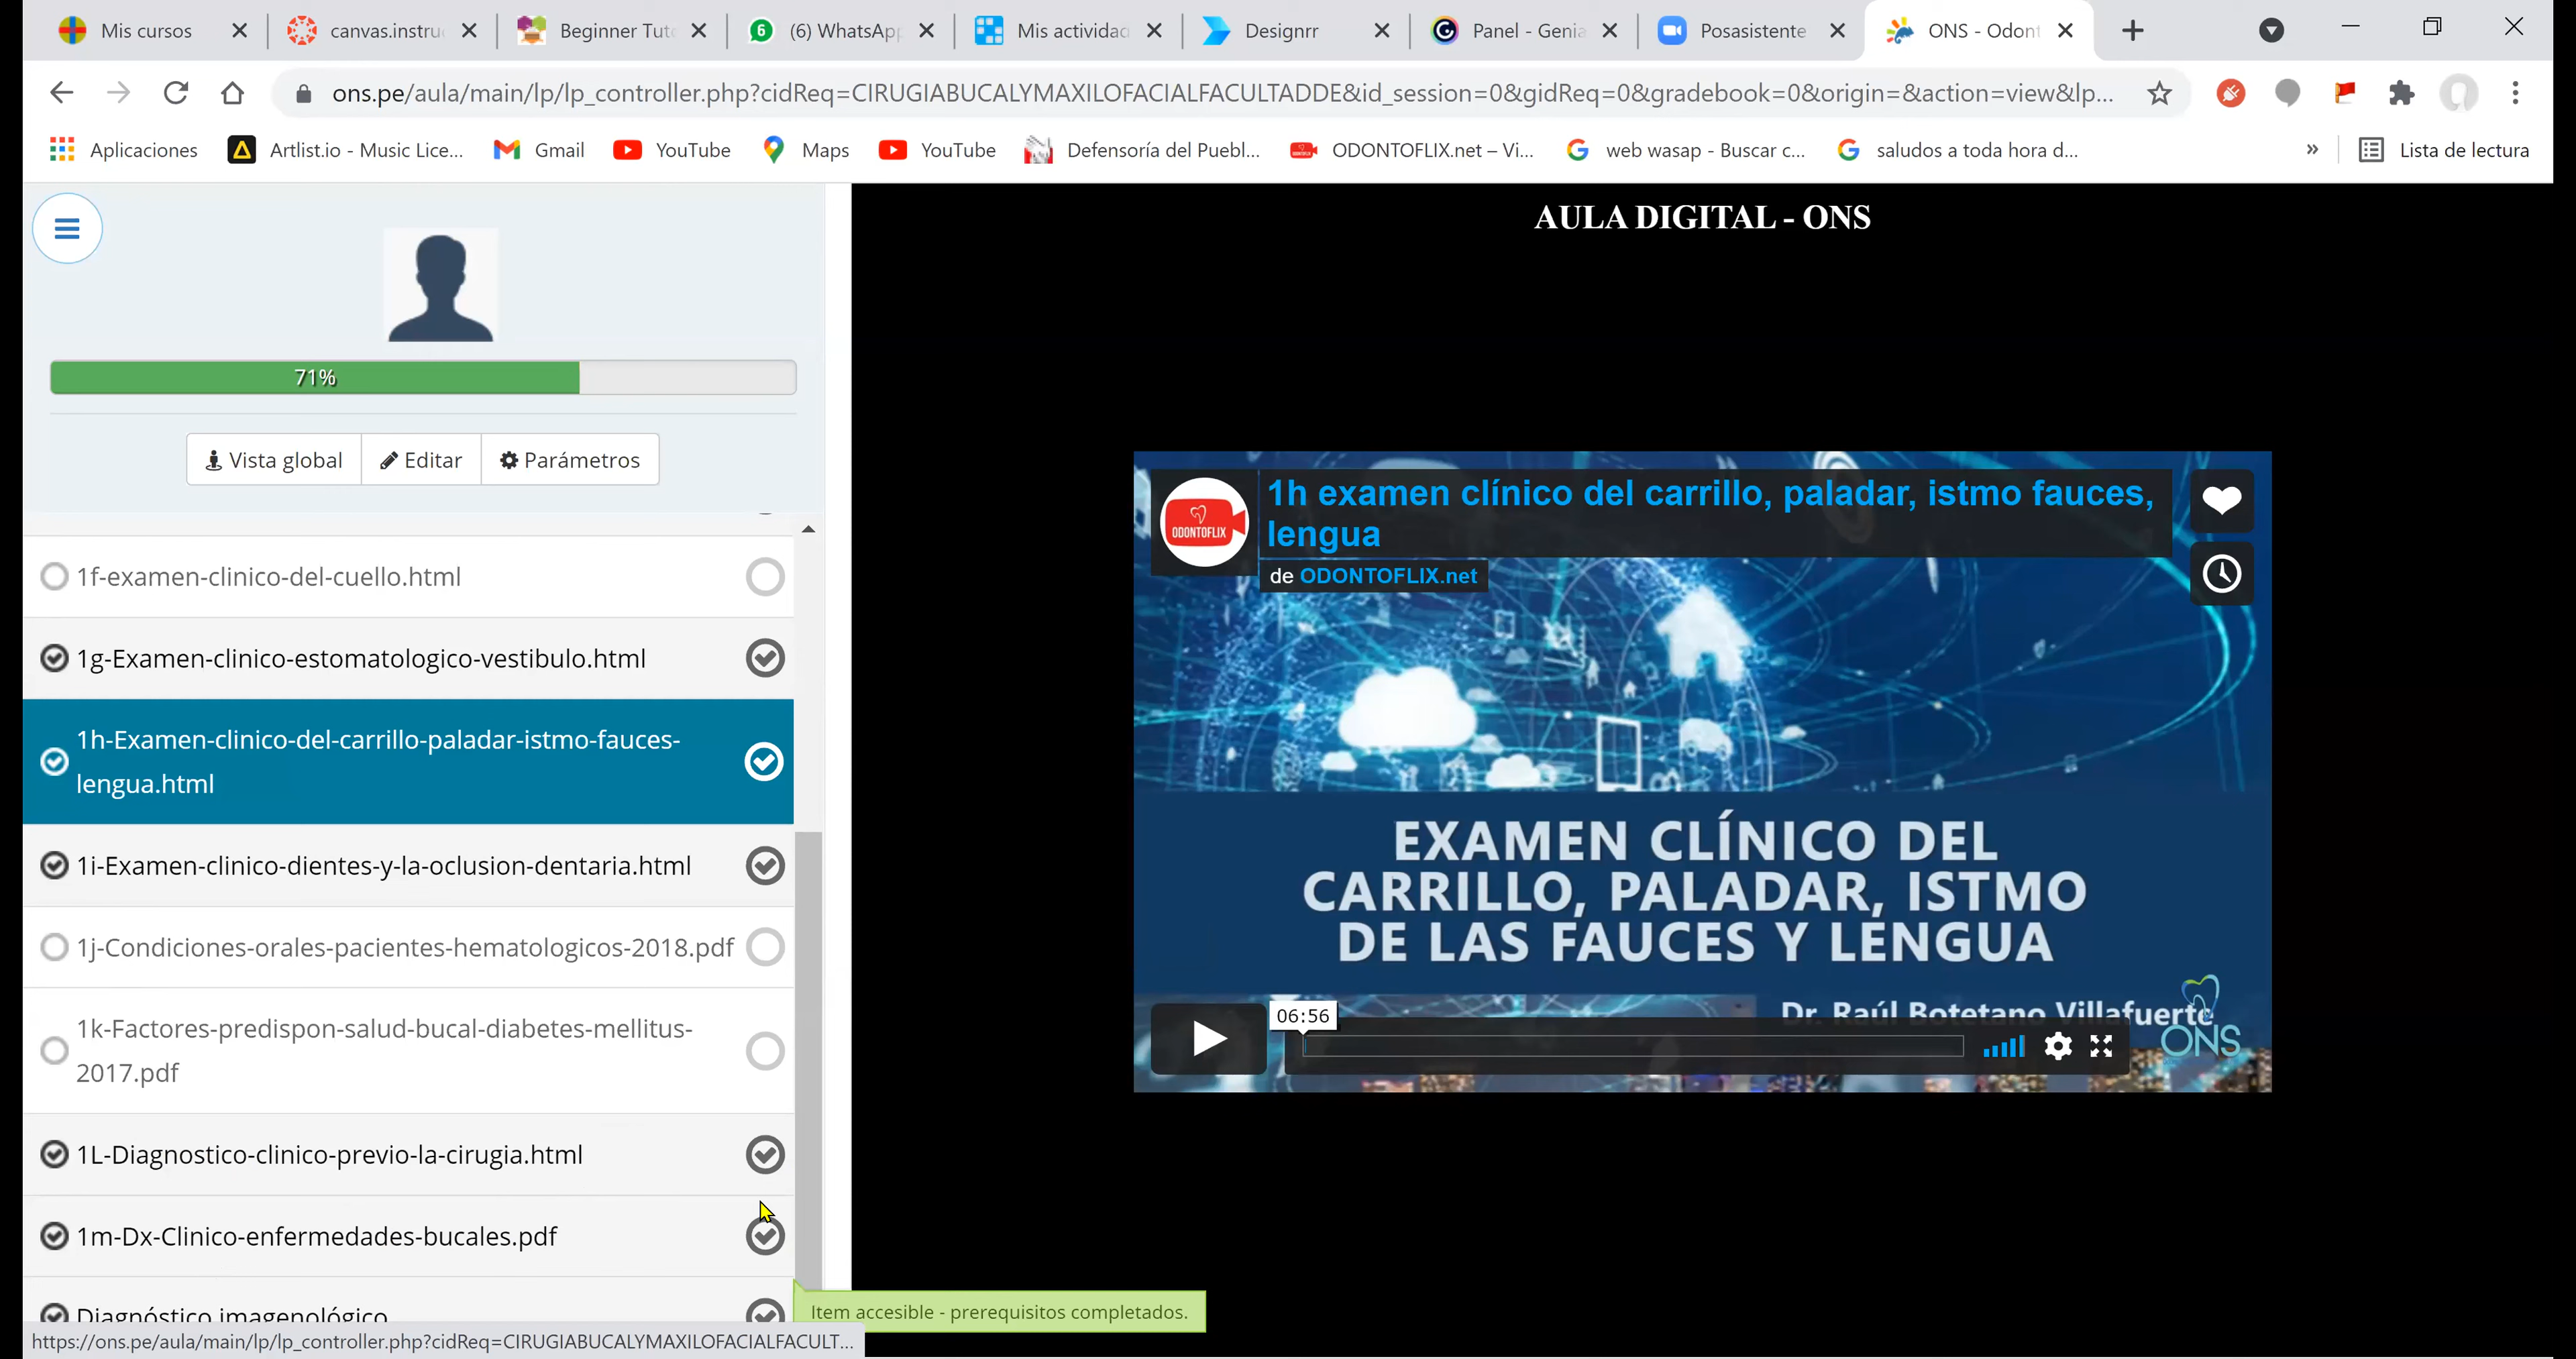 Mis cursos
canvas.instru
Beginner Tuto
6
(6) WhatsApp
Mis actividad
Designrr
Panel - Genia
Posasistente
ONS - Odont
ons.pe/aula/main/lp/lp_controller.php?cidReq=CIRUGIABUCALYMAXILOFACIALFACULTADDE&id_session=0&gidReq=0&gradebook=0&origin=&action=view&lp...
Aplicaciones
Artlist.io - Music Lice...
Gmail
YouTube
Maps
YouTube
Defensoría del Puebl...
ODONTOFLIX.net – Vi...
web wasap - Buscar c...
saludos a toda hora d...
»
Lista de lectura
71%
Vista global
Editar
Parámetros
1f-examen-clinico-del-cuello.html
1g-Examen-clinico-estomatologico-vestibulo.html
1h-Examen-clinico-del-carrillo-paladar-istmo-fauces-
lengua.html
1i-Examen-clinico-dientes-y-la-oclusion-dentaria.html
1j-Condiciones-orales-pacientes-hematologicos-2018.pdf
1k-Factores-predispon-salud-bucal-diabetes-mellitus-
2017.pdf
1L-Diagnostico-clinico-previo-la-cirugia.html
1m-Dx-Clinico-enfermedades-bucales.pdf
Diagnóstico imagenológico
Item accesible - prerequisitos completados.
https://ons.pe/aula/main/lp/lp_controller.php?cidReq=CIRUGIABUCALYMAXILOFACIALFACULT...
AULA DIGITAL - ONS
ODONTOFLIX
1h examen clínico del carrillo, paladar, istmo fauces,
lengua
de ODONTOFLIX.net
EXAMEN CLÍNICO DEL
CARRILLO, PALADAR, ISTMO
DE LAS FAUCES Y LENGUA
Dr. Raúl Botetano Villafuerte
06:56
ONS